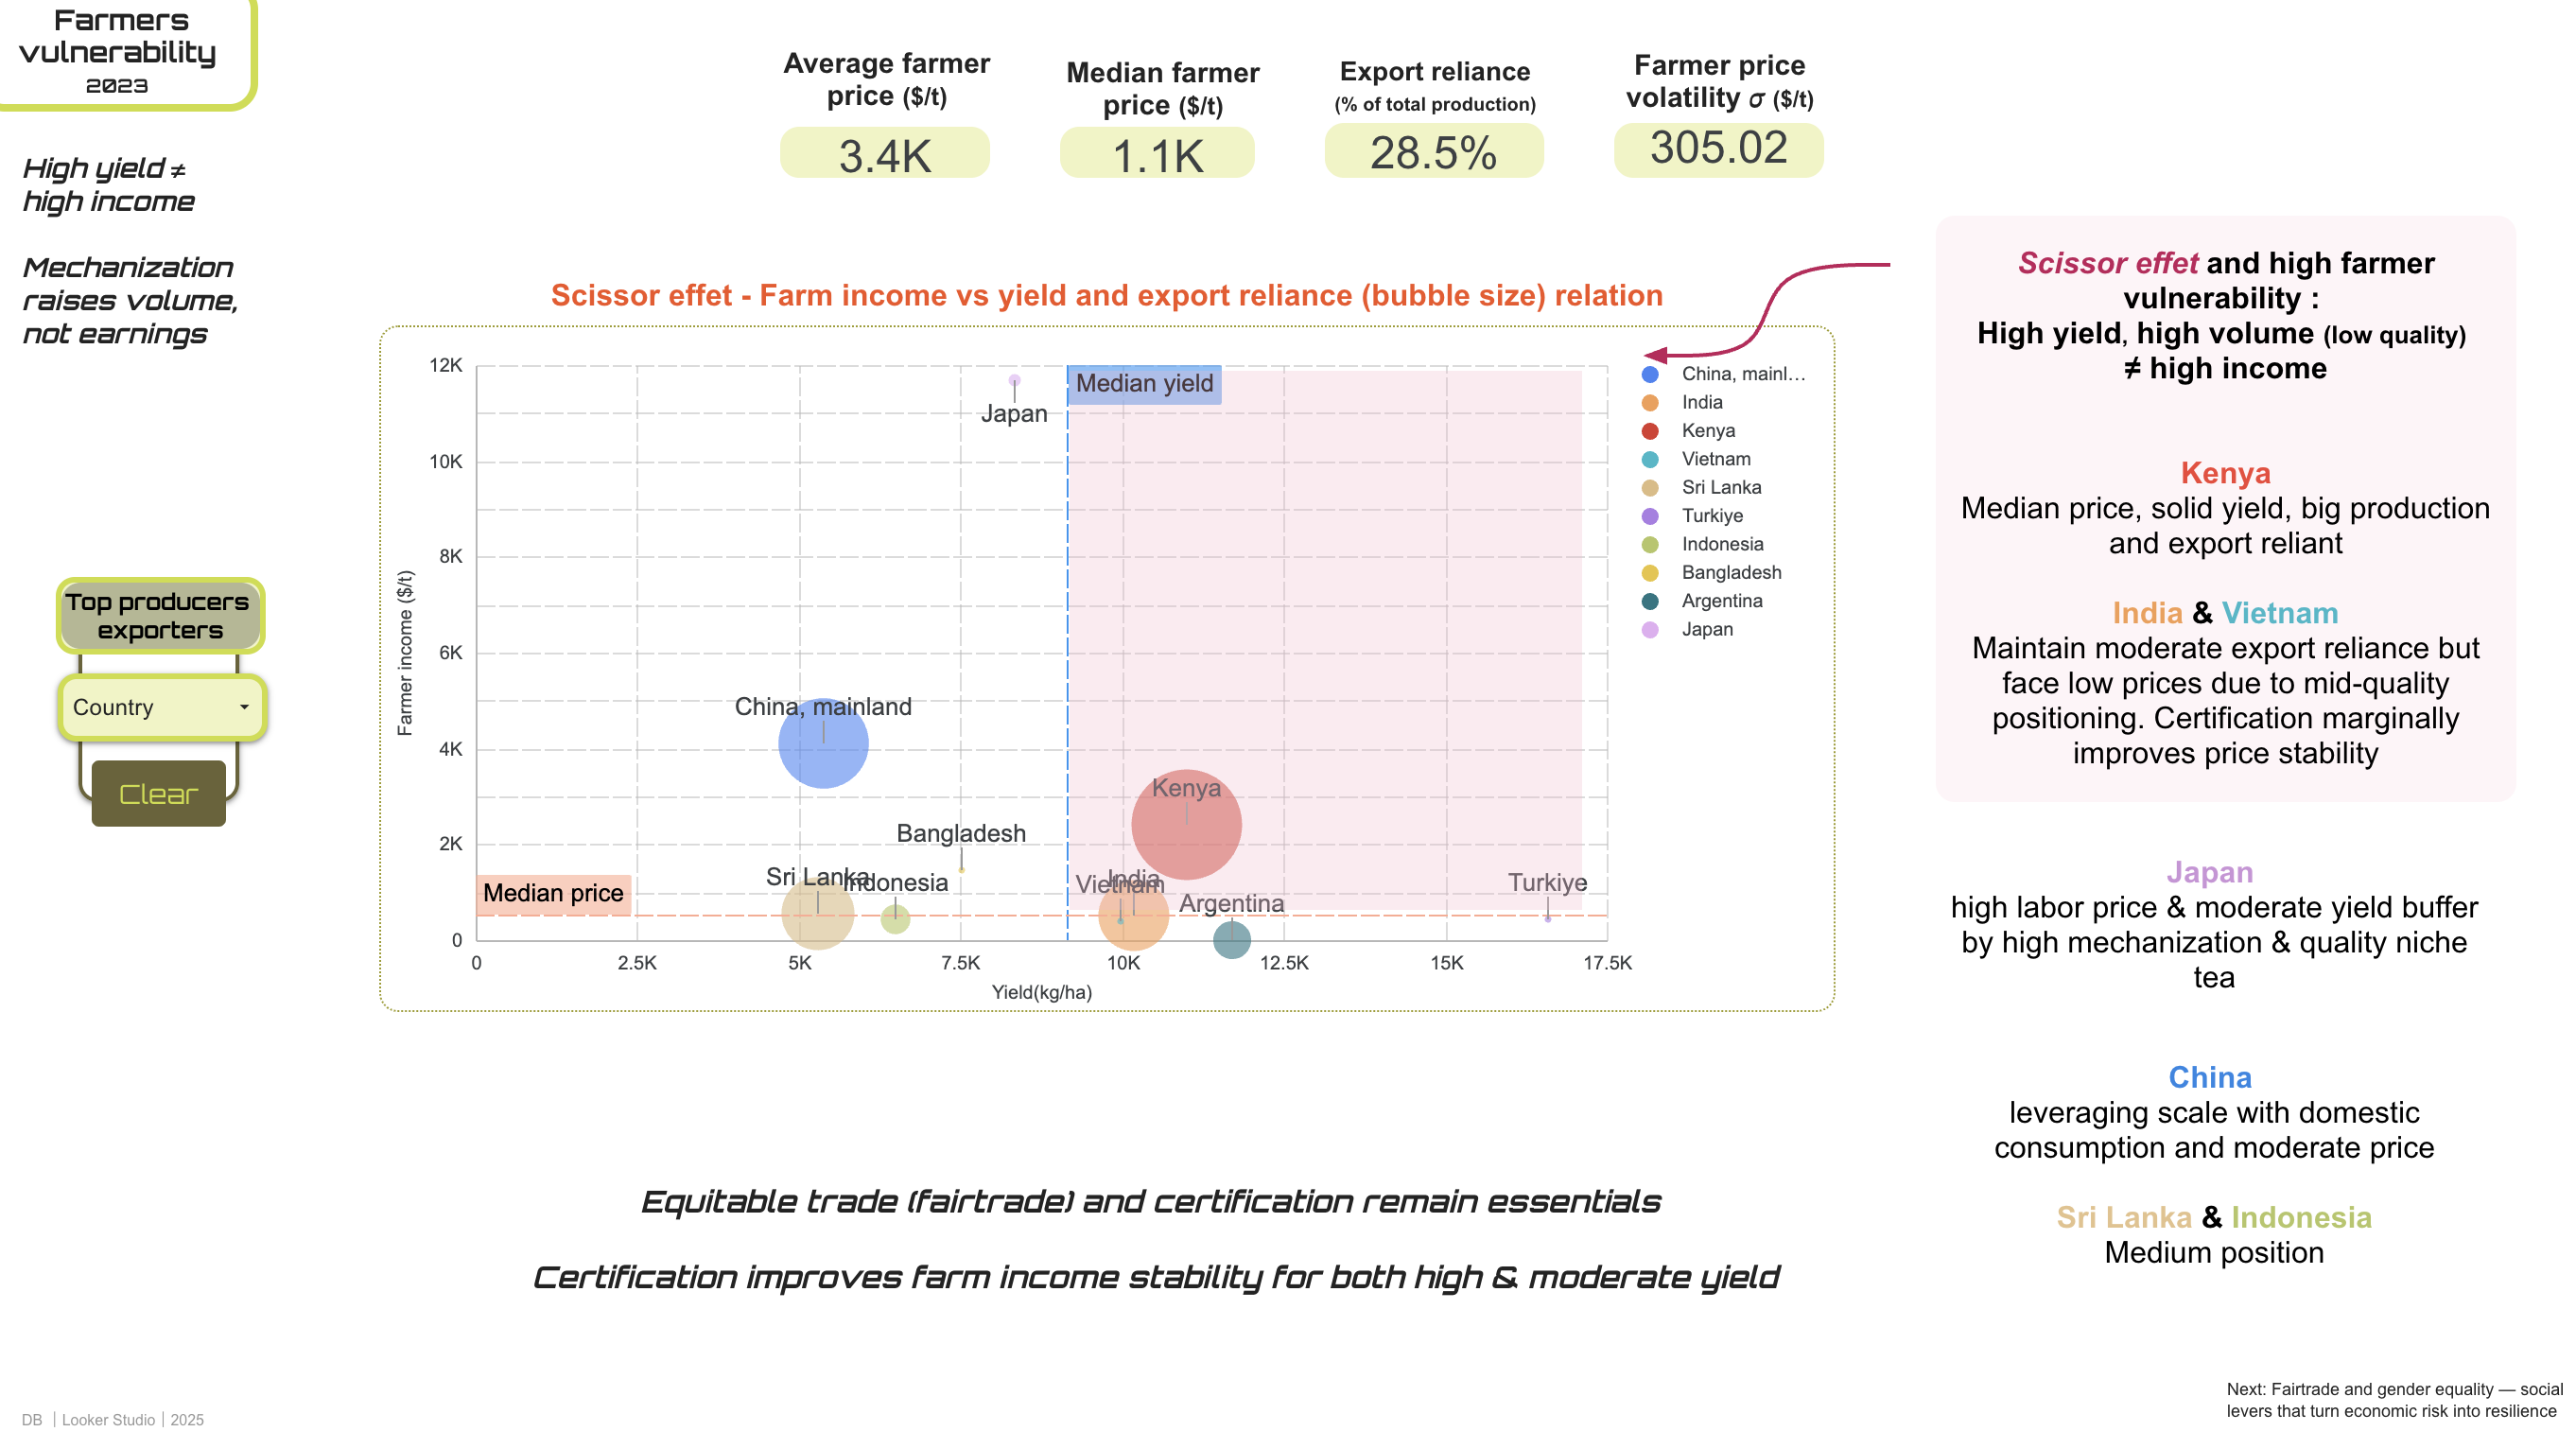 Farmers
vulnerability
2023
High yield ≠
high income
Mechanization
raises volume,
not earnings
Top producers
exporters
Country
Clear
Average farmer
price ($/t)
3.4K
Median farmer
price ($/t)
1.1K
Export reliance
(% of total production)
28.5%
Farmer price
volatility σ ($/t)
305.02
Scissor effet - Farm income vs yield and export reliance (bubble size) relation
Farmer income ($/t)
12K
10K
8K
6K
4K
2K
0
Median yield
Japan
China, mainland
Kenya
Bangladesh
Sri Lanka
Indonesia
India
Vietnam
Argentina
Turkiye
Median price
0
2.5K
5K
7.5K
10K
12.5K
15K
17.5K
Yield(kg/ha)
China, mainl…
India
Kenya
Vietnam
Sri Lanka
Turkiye
Indonesia
Bangladesh
Argentina
Japan
Scissor effet and high farmer
vulnerability :
High yield, high volume (low quality)
≠ high income
Kenya
Median price, solid yield, big production
and export reliant
India & Vietnam
Maintain moderate export reliance but
face low prices due to mid-quality
positioning. Certification marginally
improves price stability
Japan
high labor price & moderate yield buffer
by high mechanization & quality niche
tea
China
leveraging scale with domestic
consumption and moderate price
Sri Lanka & Indonesia
Medium position
Equitable trade (fairtrade) and certification remain essentials
Certification improves farm income stability for both high & moderate yield
DB | Looker Studio | 2025
Next: Fairtrade and gender equality — social
levers that turn economic risk into resilience